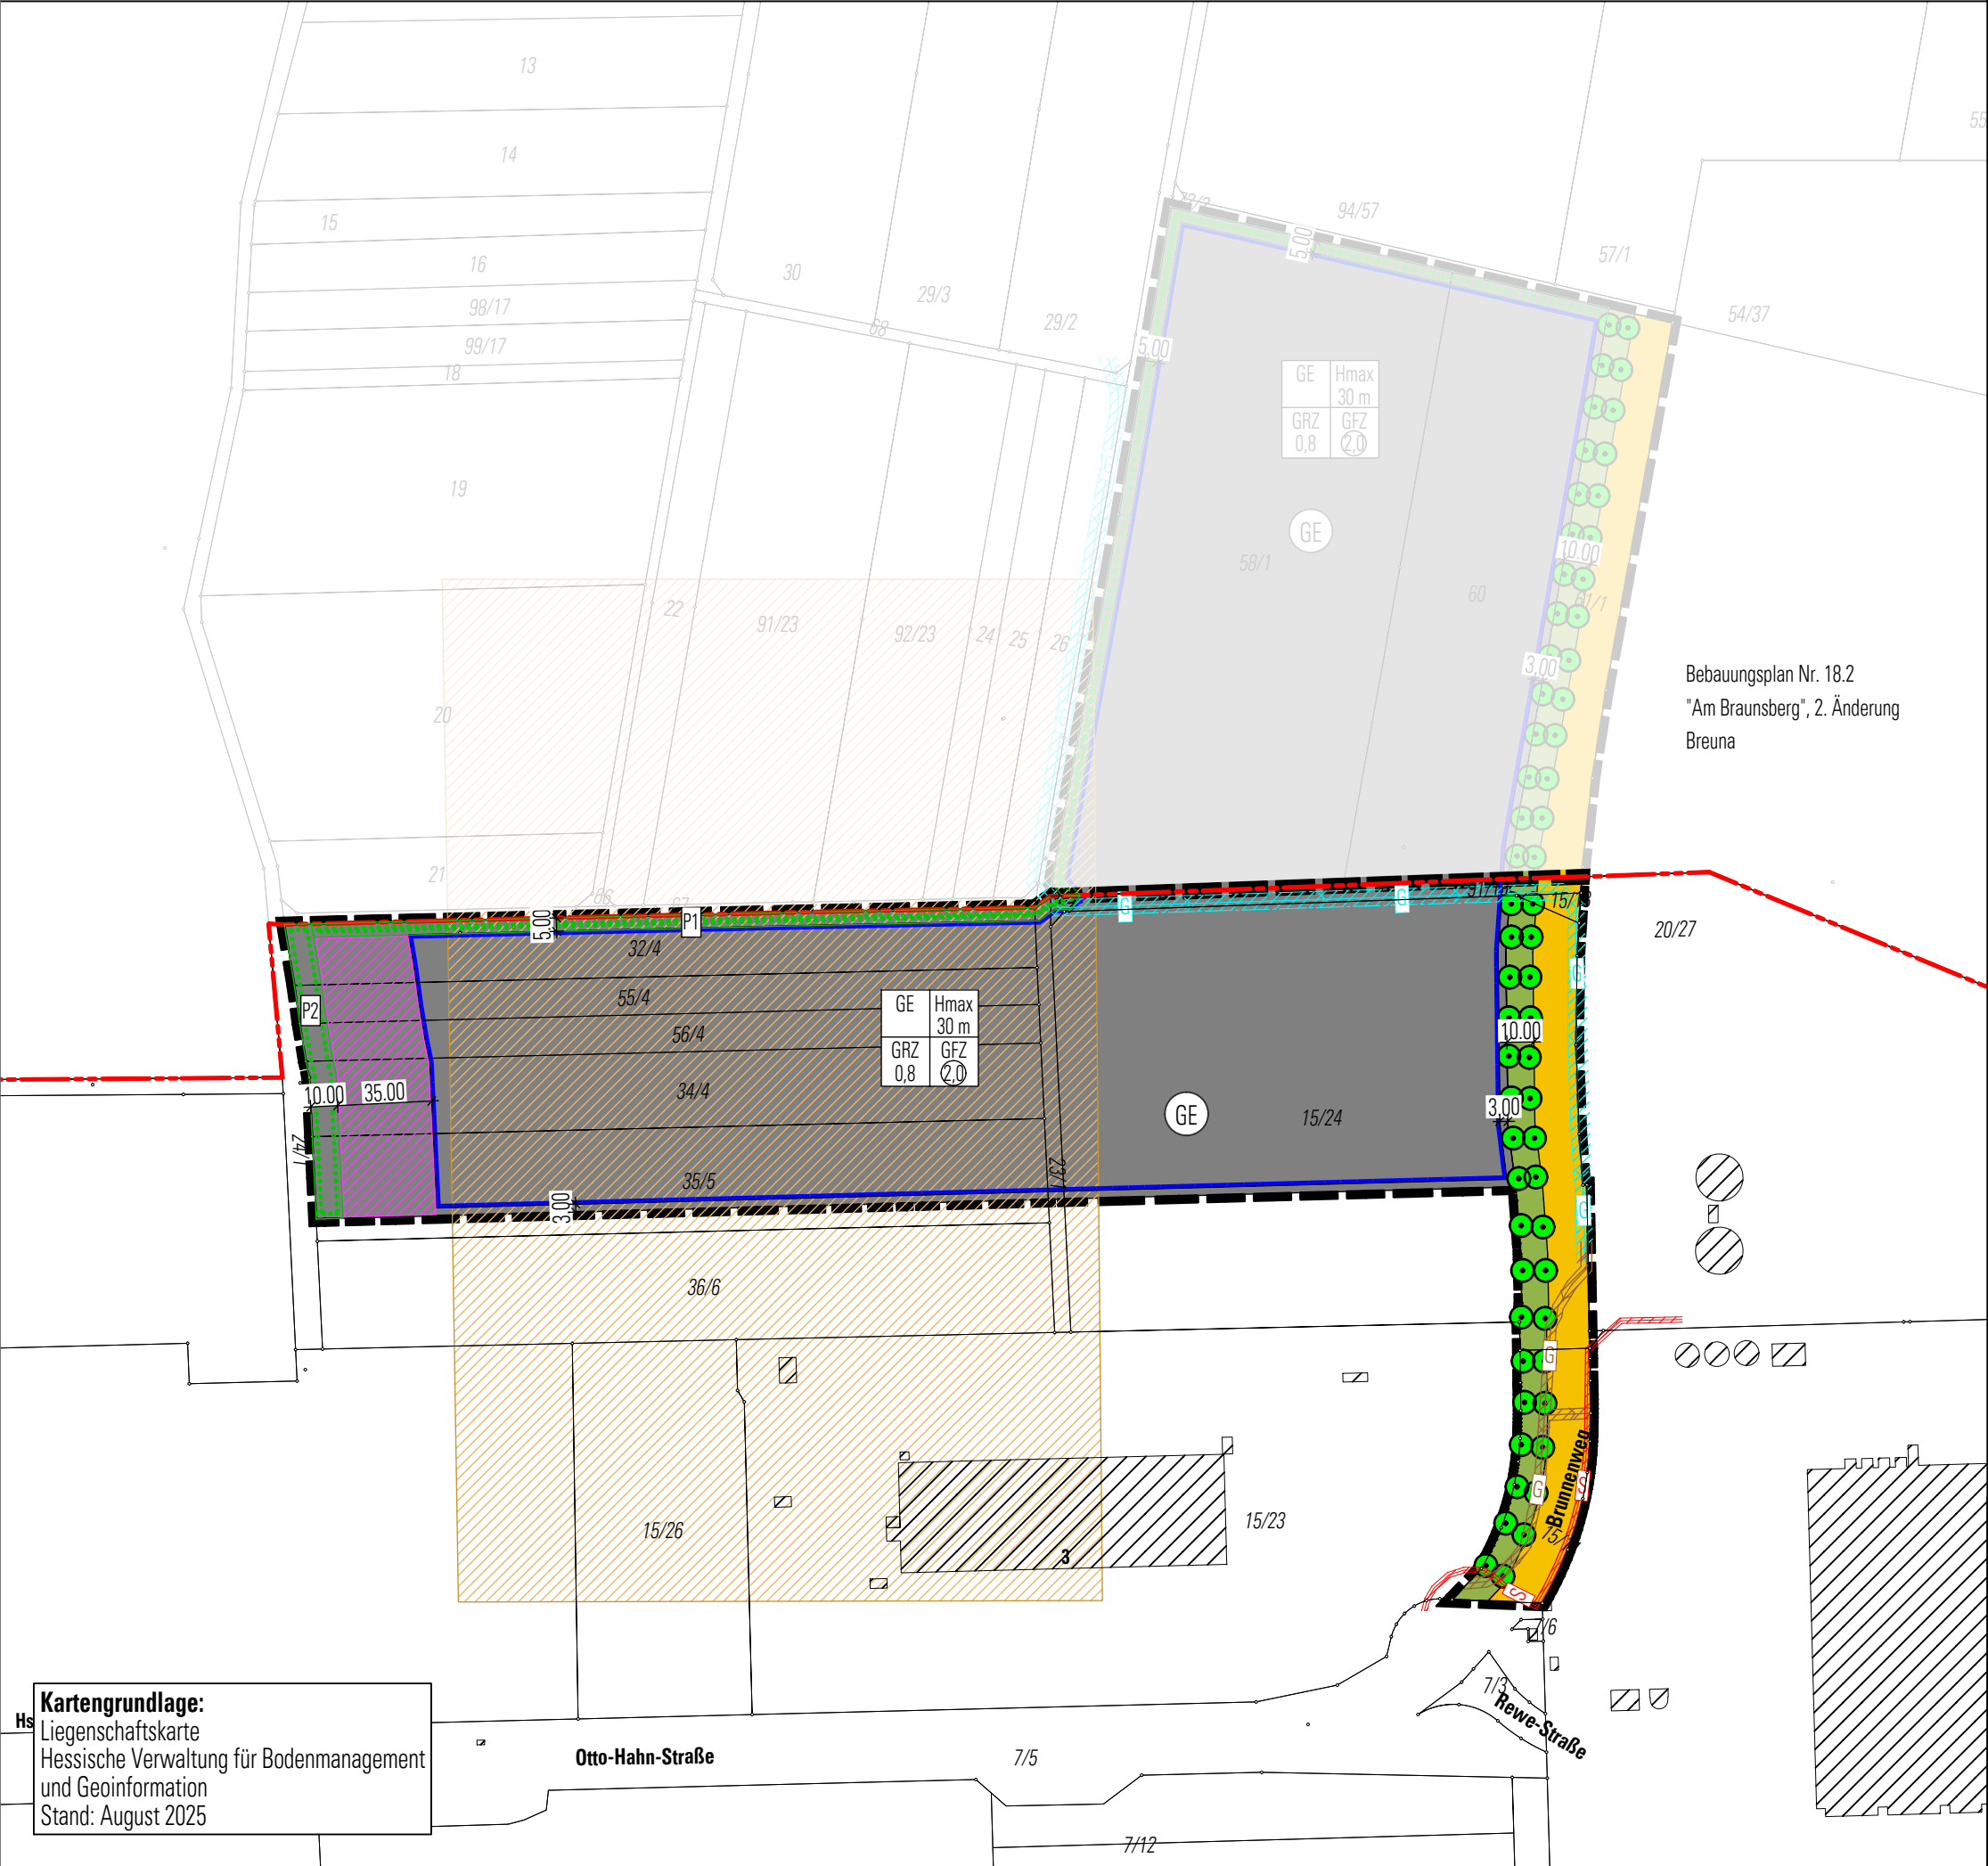 13
14
15
16
98/17
99/17
18
19
20
21
22
30
29/3
29/2
68
94/57
57/1
54/37
55
5.00
5.00
GE Hmax
30 m
GRZ GFZ
0,8 2,0
GE
58/1
60
10.00
3,00
91/23
92/23
24
25
26
66
67
Bebauungsplan Nr. 18.2
"Am Braunsberg", 2. Änderung
Breuna
P1
5.00
G
G
20/27
32/4
55/4
56/4
34/4
35/5
P2
10.00
35.00
24/1
GE Hmax
30 m
GRZ GFZ
0,8 2,0
GE
15/24
10.00
3,00
G
G
23/1
3,00
36/6
G
G
S
S
Brunnenweg
15/26
15/23
3
7/3
Rewe-Straße
Otto-Hahn-Straße
7/5
7/12
Hs
Kartengrundlage:
Liegenschaftskarte
Hessische Verwaltung für Bodenmanagement
und Geoinformation
Stand: August 2025